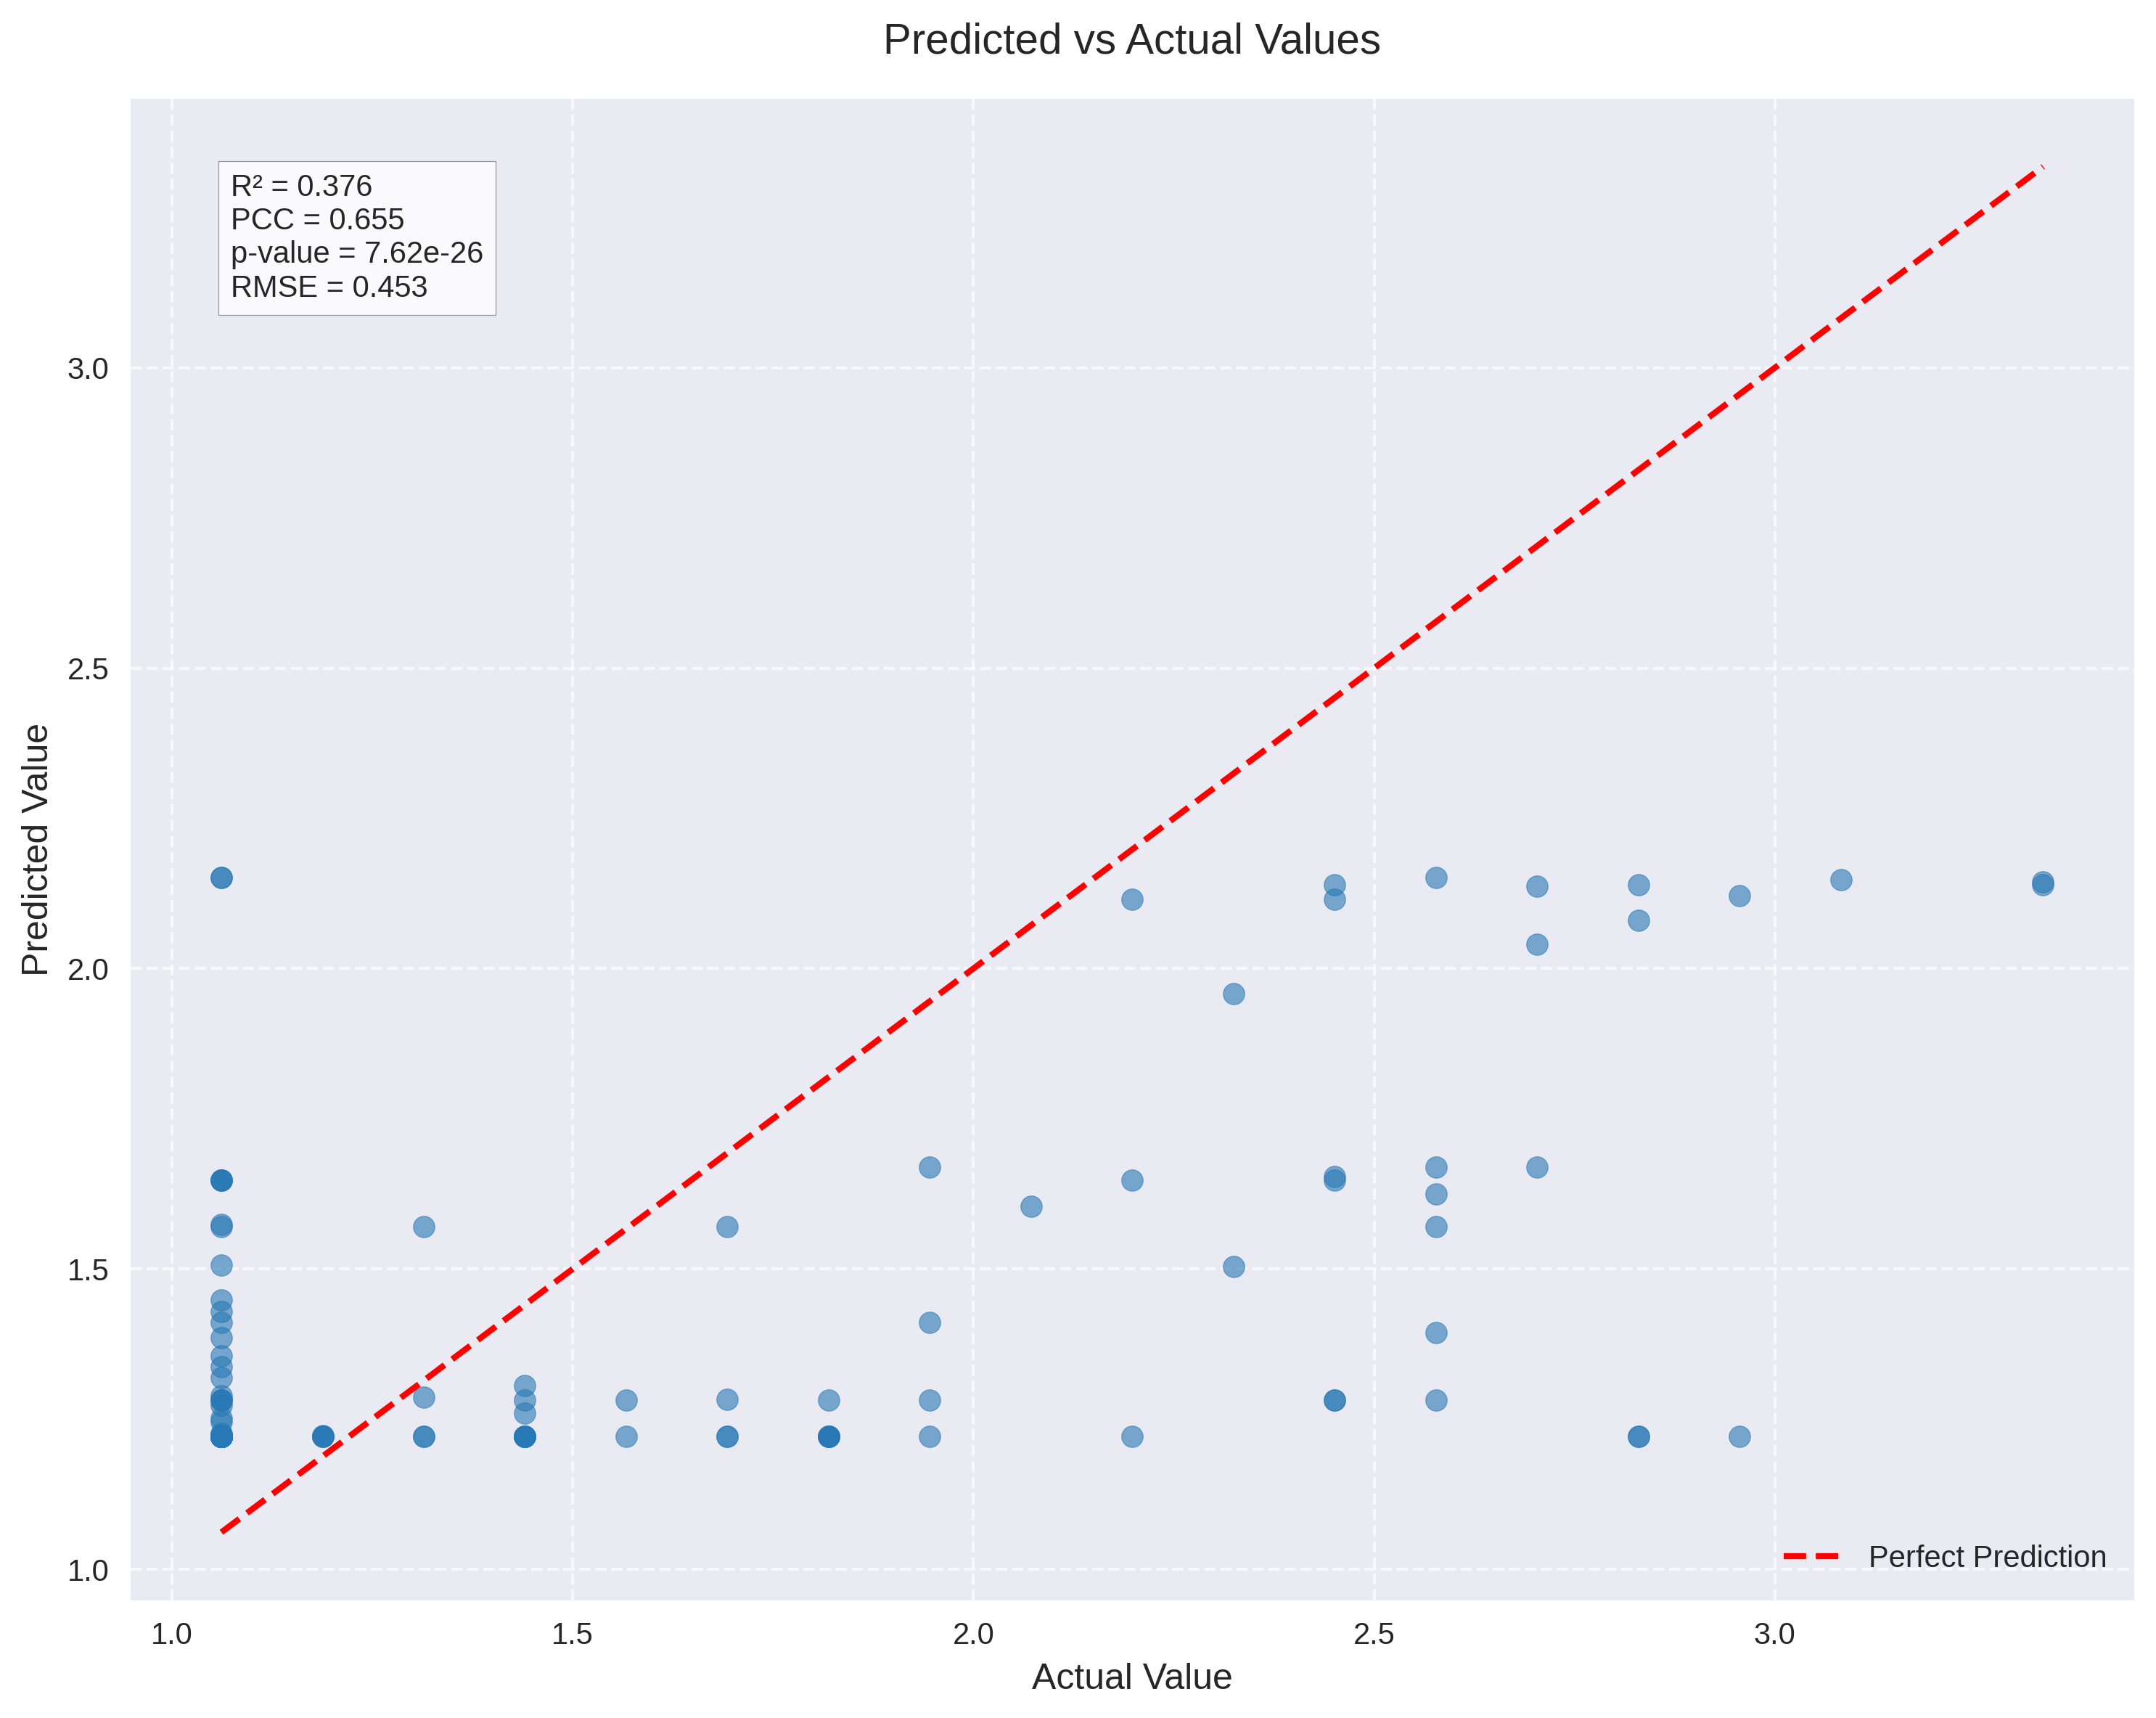 Predicted vs Actual Values
R² = 0.376
PCC = 0.655
p-value = 7.62e-26
RMSE = 0.453
3.0
2.5
2.0
1.5
1.0
Predicted Value
Perfect Prediction
1.0 1.5 2.0 2.5 3.0
Actual Value